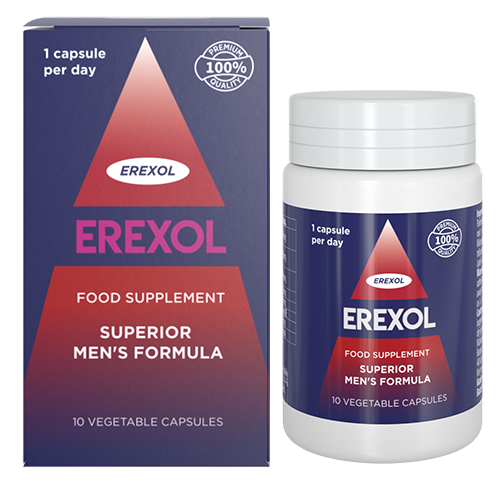 1 capsule
per day
PREMIUM
100%
QUALITY
EREXOL
EREXOL
FOOD SUPPLEMENT
SUPERIOR
MEN'S FORMULA
10 VEGETABLE CAPSULES
1 capsule
per day
PREMIUM
100%
QUALITY
EREXOL
EREXOL
FOOD SUPPLEMENT
SUPERIOR
MEN'S FORMULA
10 VEGETABLE CAPSULES